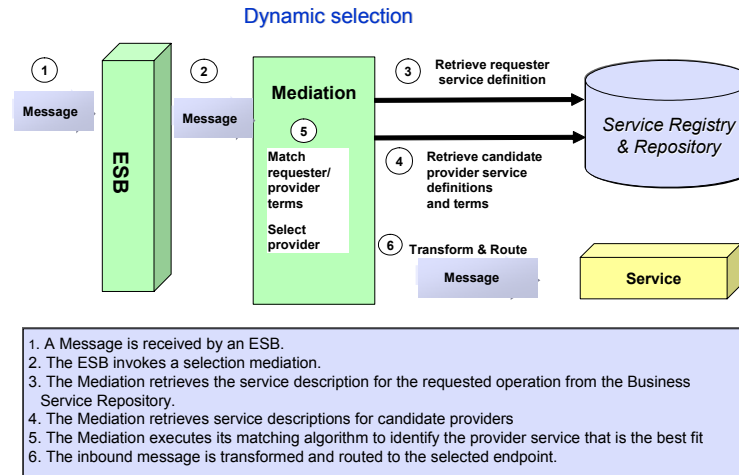 Dynamic selection
1
Message
ESB
2
Message
Mediation
5
Match
requester/
provider
terms
Select
provider
3
Retrieve requester
service definition
4
Retrieve candidate
provider service
definitions
and terms
Service Registry
& Repository
6
Transform & Route
Message
Service
1. A Message is received by an ESB.
2. The ESB invokes a selection mediation.
3. The Mediation retrieves the service description for the requested operation from the Business
Service Repository.
4. The Mediation retrieves service descriptions for candidate providers
5. The Mediation executes its matching algorithm to identify the provider service that is the best fit
6. The inbound message is transformed and routed to the selected endpoint.